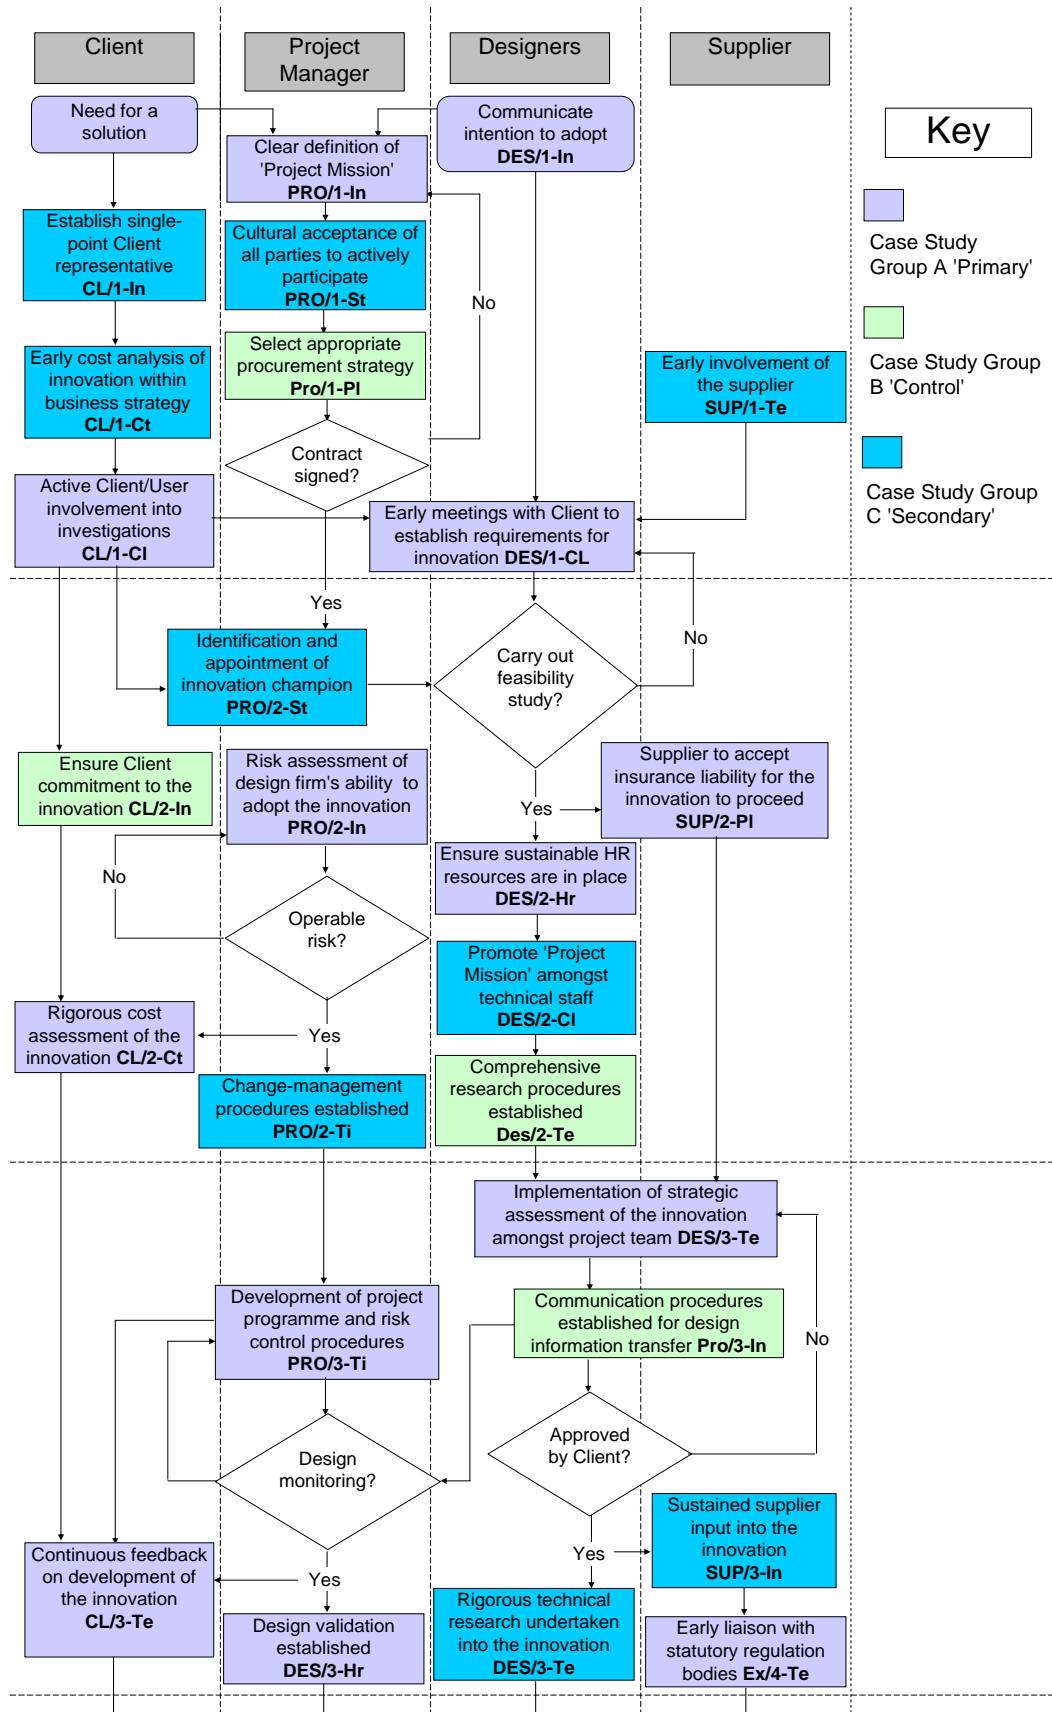 Client
Project
Manager
Designers
Supplier
Key
Need for a
solution
Communicate
intention to adopt
DES/1-In
Clear definition of
'Project Mission'
PRO/1-In
Case Study
Group A 'Primary'
Establish single-
point Client
representative
CL/1-In
Cultural acceptance of
all parties to actively
participate
PRO/1-St
No
Select appropriate
procurement strategy
Pro/1-Pl
Early cost analysis of
innovation within
business strategy
CL/1-Ct
Early involvement of
the supplier
SUP/1-Te
Case Study Group
B 'Control'
Contract
signed?
Active Client/User
involvement into
investigations
CL/1-Cl
Early meetings with Client to
establish requirements for
innovation DES/1-CL
Case Study Group
C 'Secondary'
Yes
No
Identification and
appointment of
innovation champion
PRO/2-St
Carry out
feasibility
study?
Ensure Client
commitment to the
innovation CL/2-In
Risk assessment of
design firm's ability to
adopt the innovation
PRO/2-In
Supplier to accept
insurance liability for the
innovation to proceed
SUP/2-Pl
Yes
No
Ensure sustainable HR
resources are in place
DES/2-Hr
Operable
risk?
Promote 'Project
Mission' amongst
technical staff
DES/2-Cl
Rigorous cost
assessment of the
innovation CL/2-Ct
Yes
Change-management
procedures established
PRO/2-Ti
Comprehensive
research procedures
established
Des/2-Te
Implementation of strategic
assessment of the innovation
amongst project team DES/3-Te
Development of project
programme and risk
control procedures
PRO/3-Ti
Communication procedures
established for design
information transfer Pro/3-In
No
Design
monitoring?
Approved
by Client?
Sustained supplier
input into the
innovation
SUP/3-In
Continuous feedback
on development of
the innovation
CL/3-Te
Yes
Yes
Design validation
established
DES/3-Hr
Rigorous technical
research undertaken
into the innovation
DES/3-Te
Early liaison with
statutory regulation
bodies Ex/4-Te